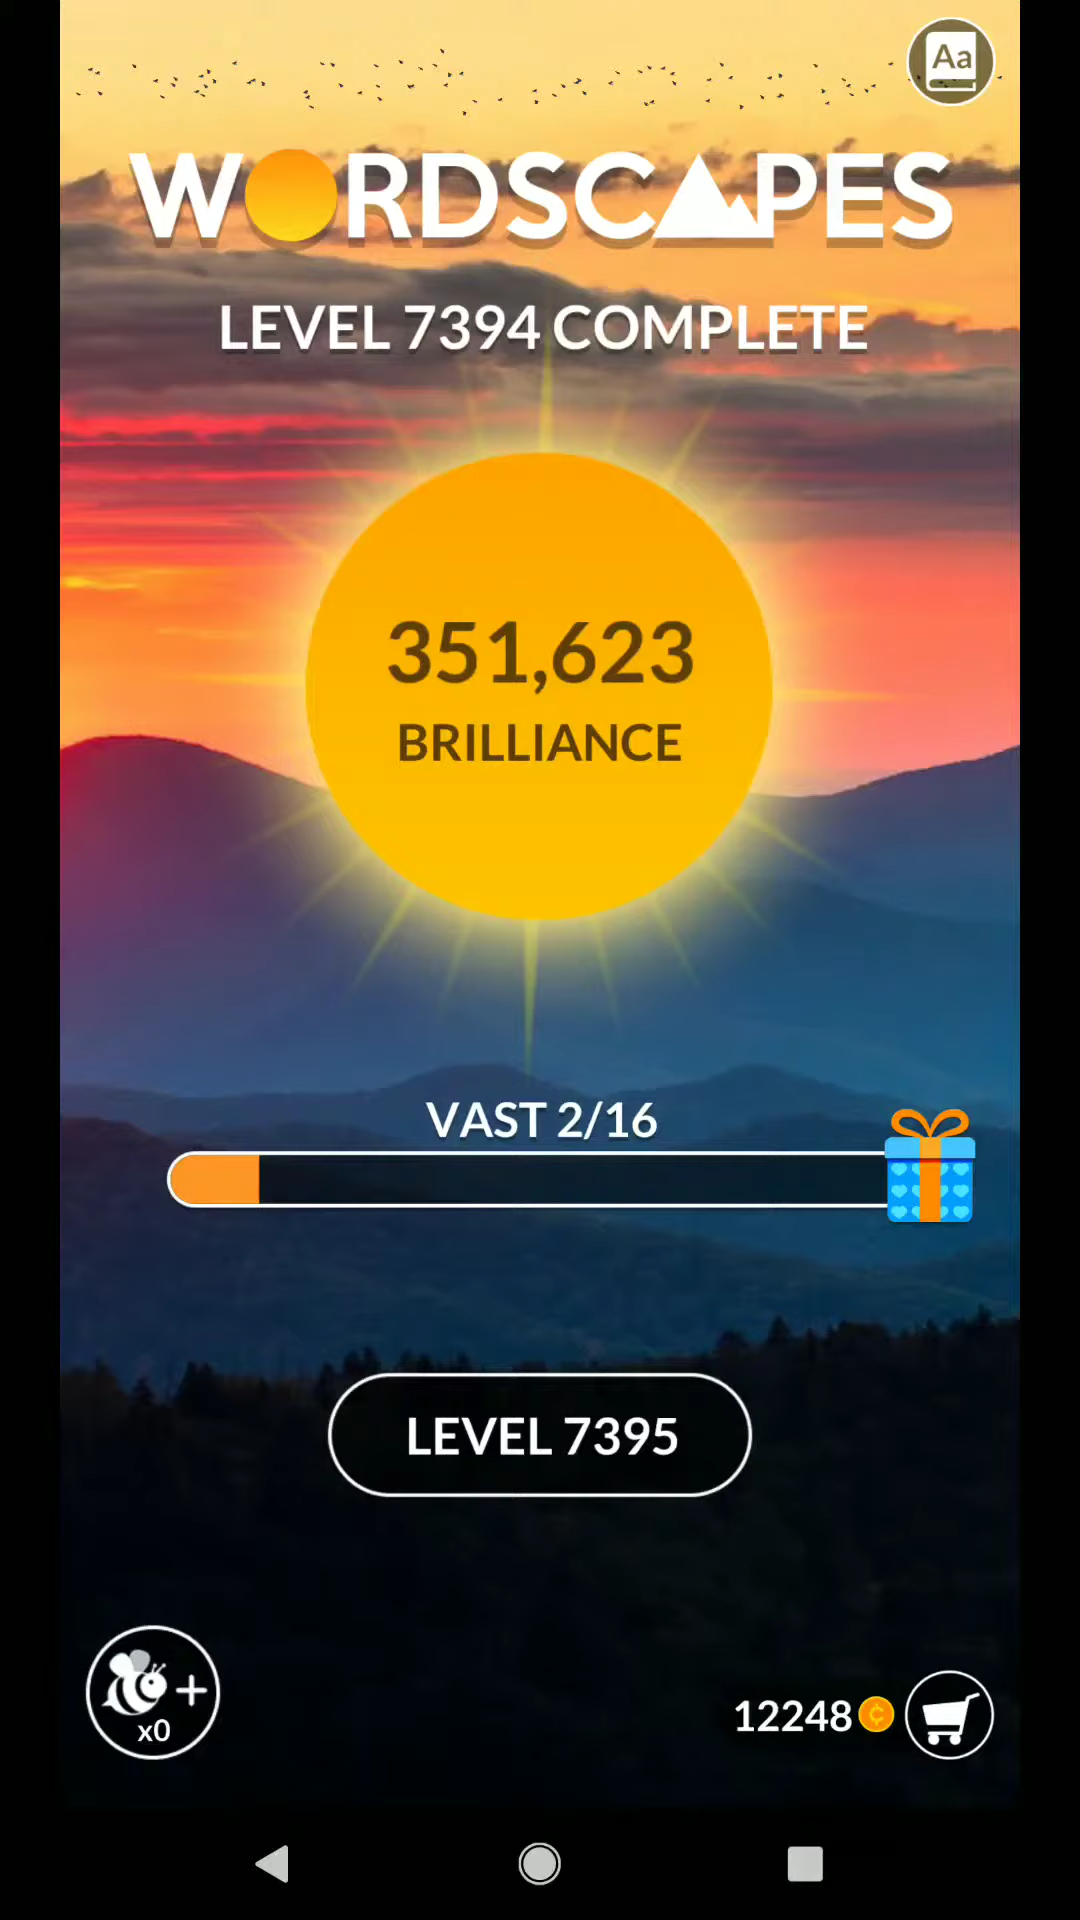 Aa
WORDSCAPES
LEVEL 7394 COMPLETE
351,623
BRILLIANCE
VAST 2/16
LEVEL 7395
+
x0
12248